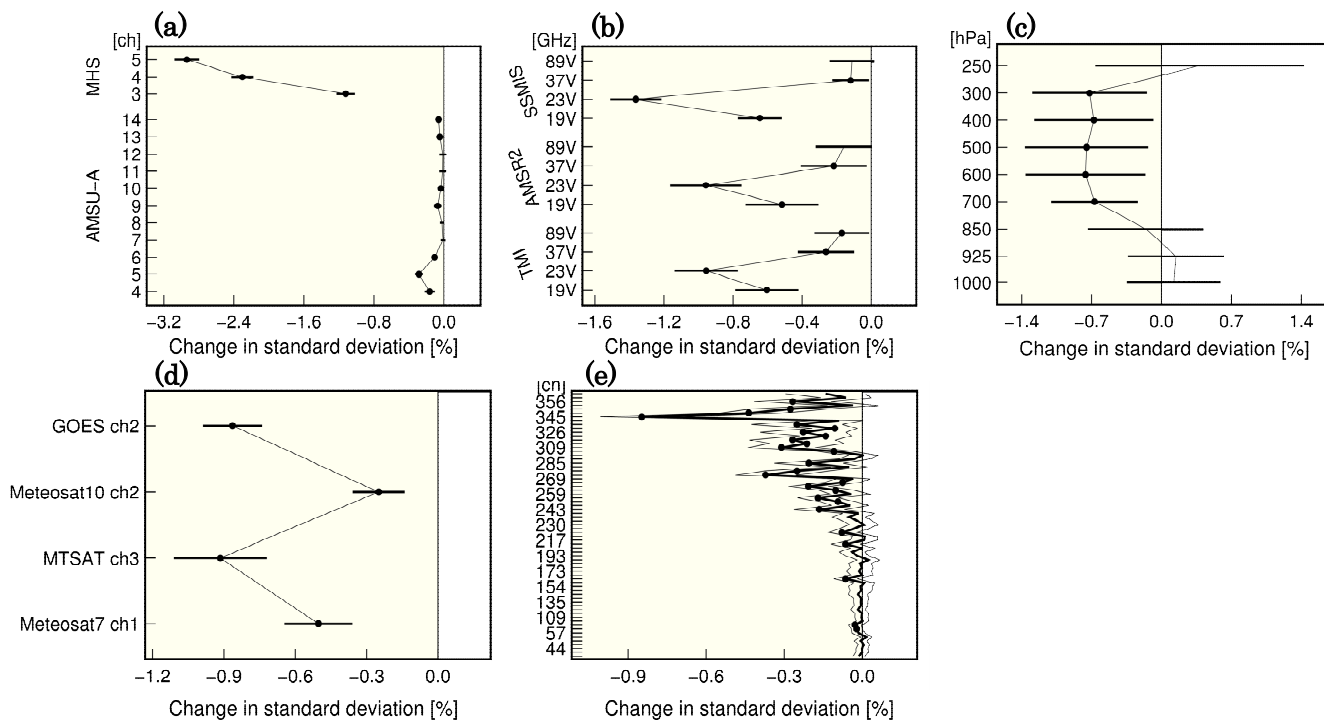 (a)
[ch]
MHS
5
4
3
AMSU-A
14
13
12
11
10
9
8
7
6
5
4
−3.2 −2.4 −1.6 −0.8 0.0
Change in standard deviation [%]
(b)
[GHz]
SSMIS
89V
37V
23V
19V
AMSR2
89V
37V
23V
19V
TMI
89V
37V
23V
19V
−1.6 −1.2 −0.8 −0.4 0.0
Change in standard deviation [%]
(c)
[hPa]
250
300
400
500
600
700
850
925
1000
−1.4 −0.7 0.0 0.7 1.4
Change in standard deviation [%]
(d)
GOES ch2
Meteosat10 ch2
MTSAT ch3
Meteosat7 ch1
−1.2 −0.9 −0.6 −0.3 0.0
Change in standard deviation [%]
(e)
[ch]
356
345
326
309
285
269
259
243
230
217
193
173
154
135
109
57
44
−0.9 −0.6 −0.3 0.0
Change in standard deviation [%]